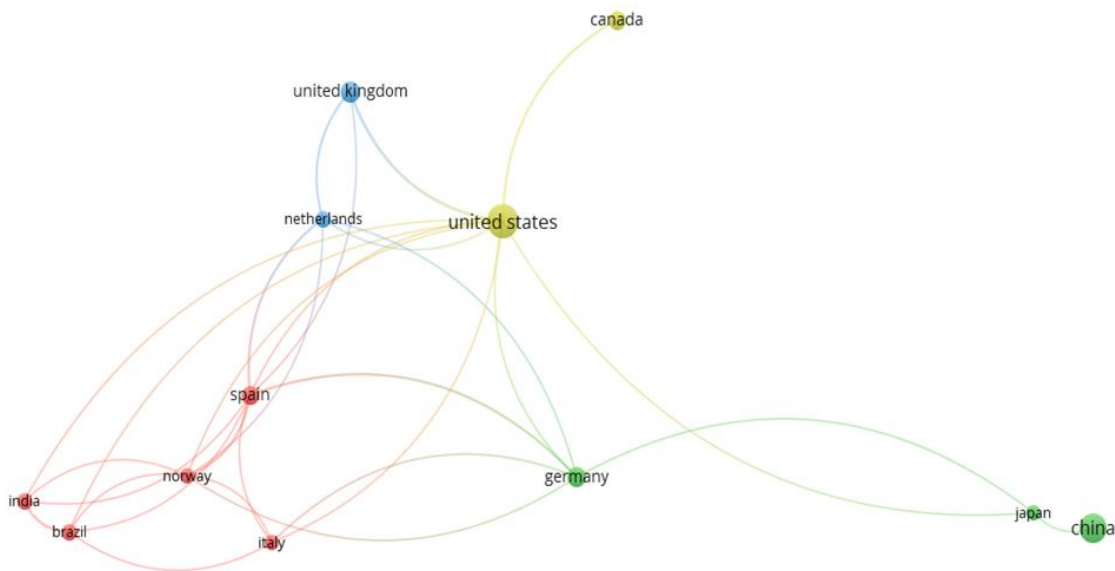 canada
united kingdom
netherlands
united states
spain
norway
germany
india
brazil
italy
japan
china